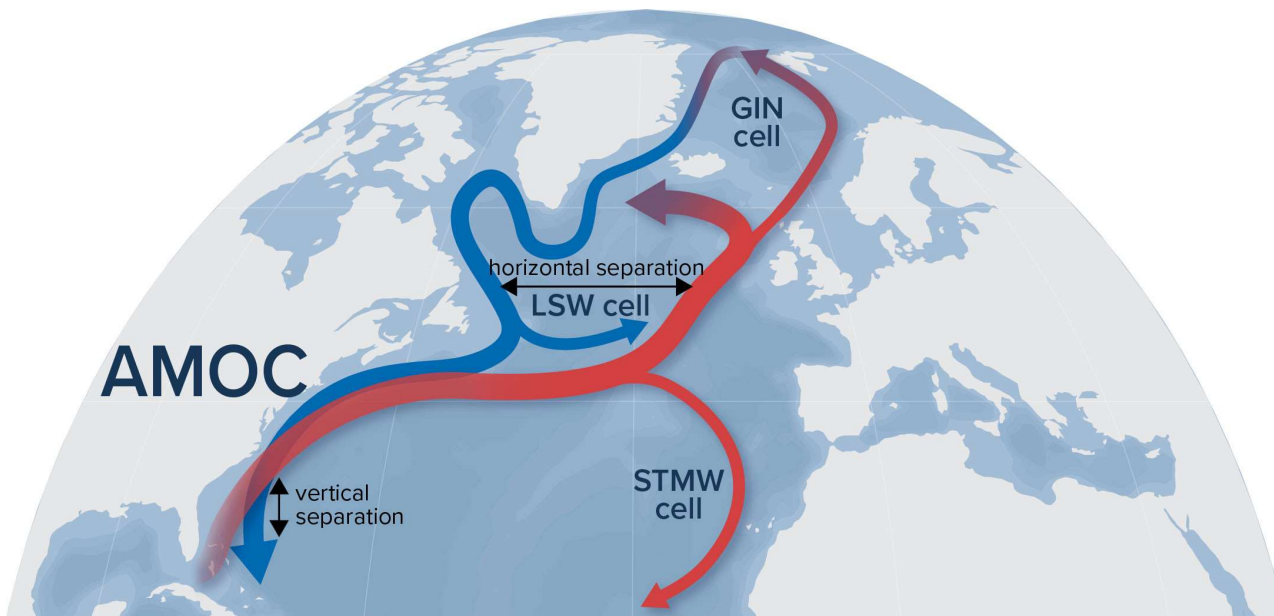 GIN
cell
horizontal separation
LSW cell
AMOC
STMW
cell
vertical
separation